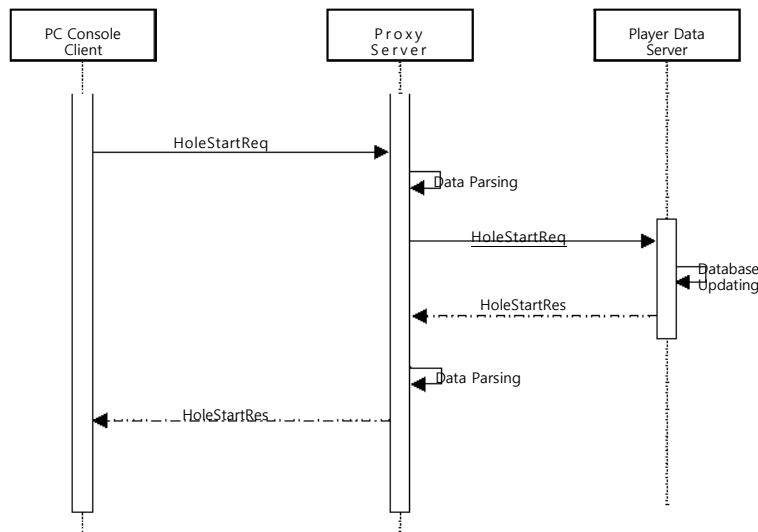 PC Console
Client
Proxy
Server
Player Data
Server
HoleStartReq
Data Parsing
HoleStartReq
Database
Updating
HoleStartRes
Data Parsing
HoleStartRes